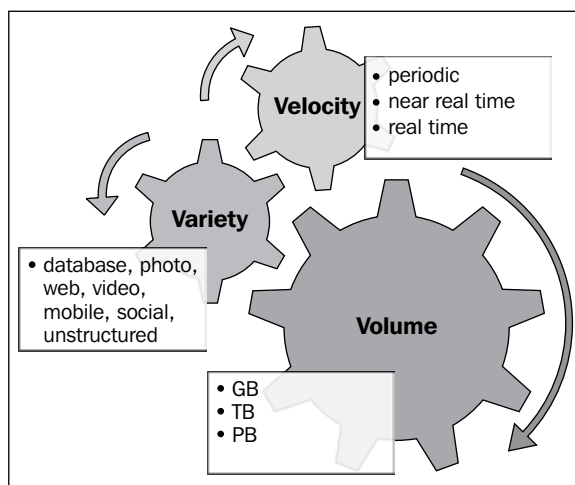 Velocity
• periodic
• near real time
• real time
Variety
• database, photo,
web, video,
mobile, social,
unstructured
Volume
• GB
• TB
• PB